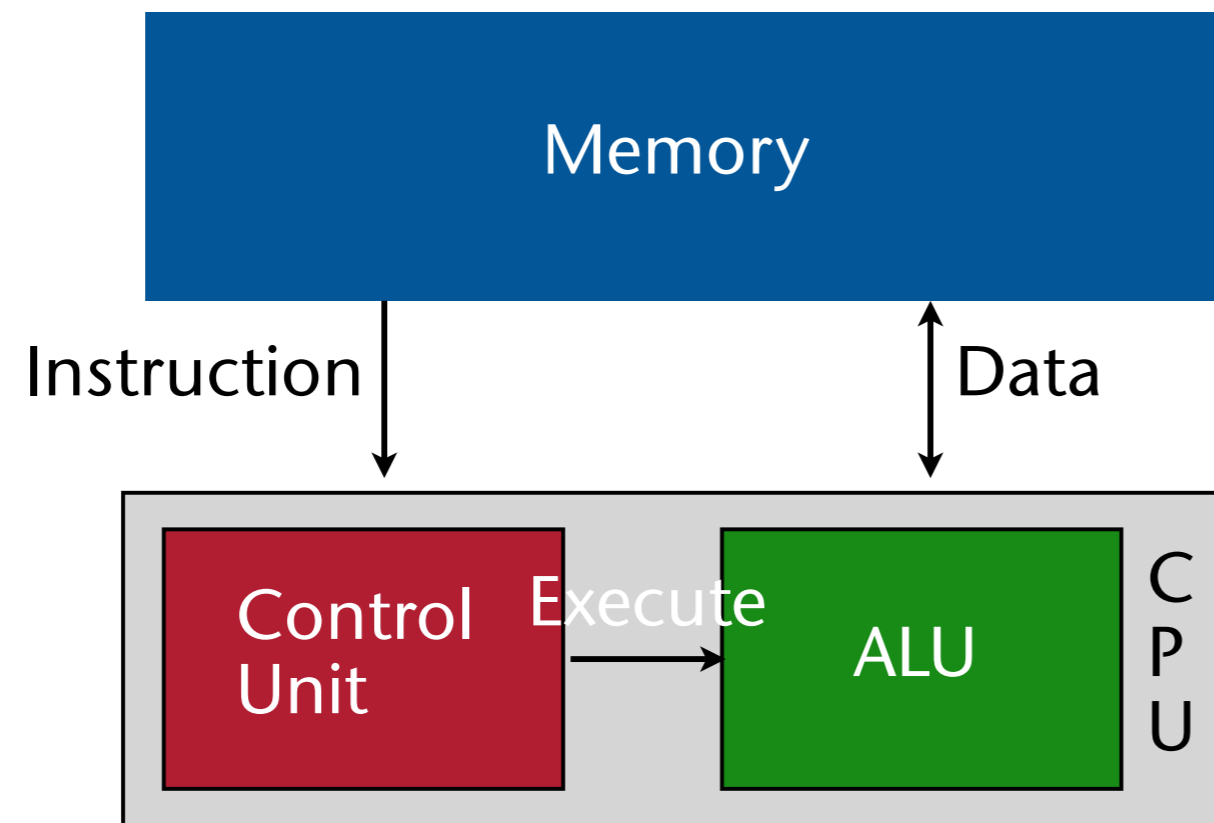 Memory
Instruction
Data
Control
Unit
Execute
ALU
C
P
U